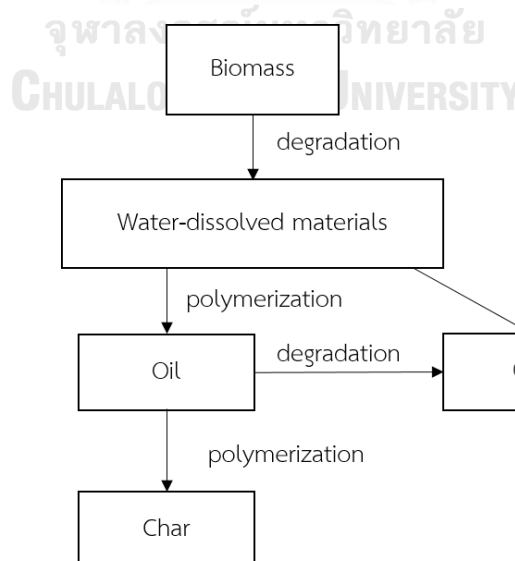 จุฬาลงกรณ์มหาวิทยาลัย
CHULALO UNIVERSITY
Biomass
degradation
Water-dissolved materials
polymerization
Oil
degradation
polymerization
Char